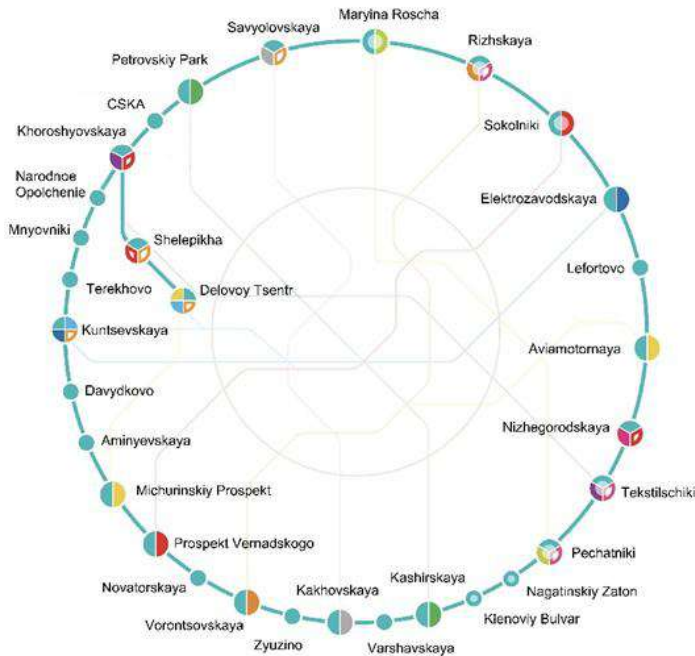 Maryina Roscha
Savyolovskaya
Rizhskaya
Petrovskiy Park
CSKA
Sokolniki
Khoroshyovskaya
Narodnoe
Opolchenie
Elektrozavodskaya
Mnyovniki
Shelepikha
Lefortovo
Terekhovo
Delovoy Tsentr
Kuntsevskaya
Aviamotornaya
Davydkovo
Nizhegorodskaya
Aminyevskaya
Michurinskiy Prospekt
Tekstilschiki
Prospekt Vernadskogo
Pechatniki
Novatorskaya
Kakhovskaya
Kashirskaya
Nagatinskiy Zaton
Vorontsovskaya
Klenoviy Bulvar
Zyuzino
Varshavskaya